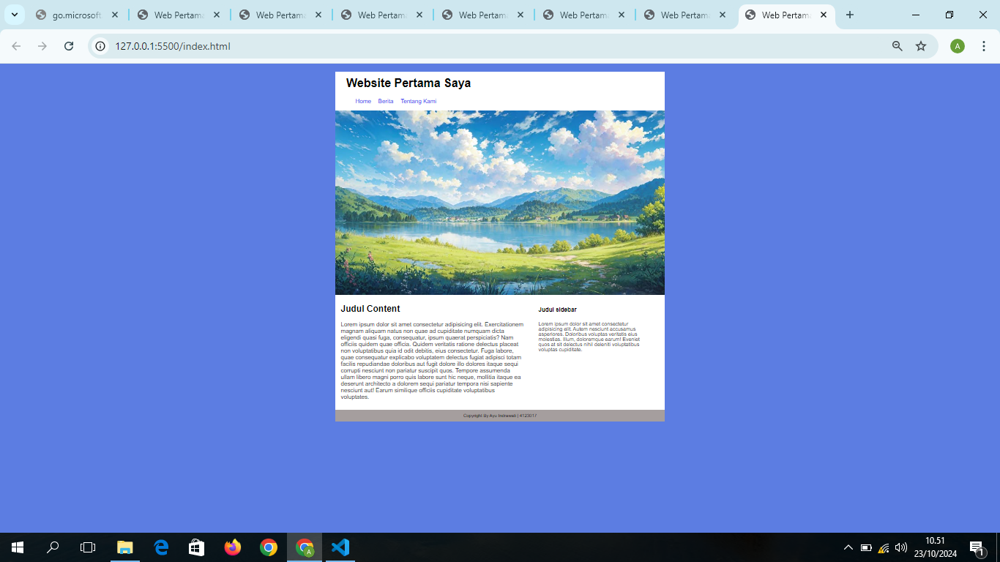 go.microsoft
Web Pertama
Web Pertama
Web Pertama
Web Pertama
Web Pertama
Web Pertama
Web Pertama
127.0.0.1:5500/index.html
A
Website Pertama Saya
Home Berita Tentang Kami
Judul Content
Lorem ipsum dolor sit amet consectetur adipisicing elit. Exercitationem
magnam aliquam natus non quae ad cupiditate numquam dicta
eligendi quasi fuga, consequatur, ipsum quaerat perspiciatis? Nam
officiis quidem quae officia. Quidem veritatis ratione delectus placeat
non voluptatibus quia id odit debitis, eius consectetur. Fuga labore,
quae consequatur explicabo voluptatem delectus fugiat adipisci totam
facilis repudiandae doloribus aut fugit dolore illo dolores itaque sequi
corrupti nesciunt non pariatur suscipit quos. Tempore assumenda
ullam libero magni porro quis labore sunt hic neque, mollitia itaque ea
deserunt architecto a dolorem sequi pariatur tempora nisi sapiente
nesciunt aut! Earum similique officiis cupiditate voluptatibus
voluptates.
Judul sidebar
Lorem ipsum dolor sit amet consectetur
adipisicing elit. Autem nesciunt accusamus
asperiores. Doloribus voluptas veritatis eius
molestias. Illum, doloremque earum! Eveniet
quos at sit delectus nihil deleniti voluptatibus
voluptas cupiditate.
Copyright By Ayu Indrawati | 4123017
A
10.51
23/10/2024
1